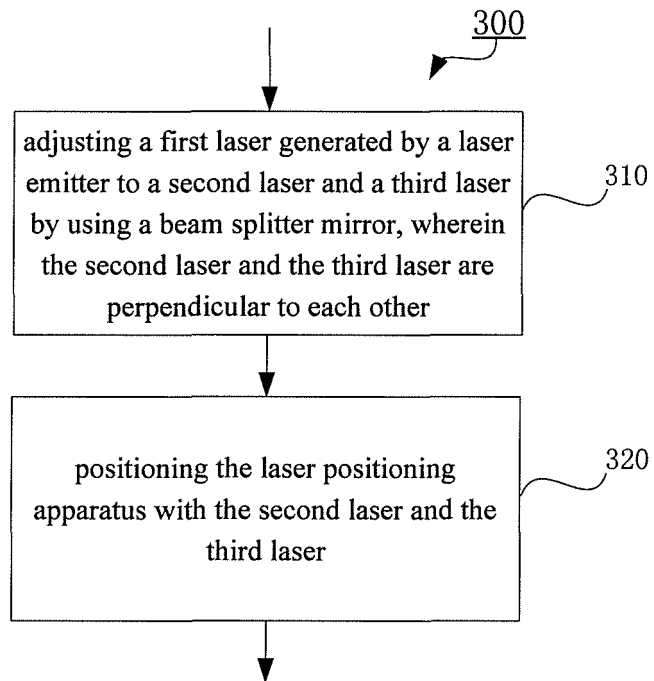 300
adjusting a first laser generated by a laser
emitter to a second laser and a third laser
by using a beam splitter mirror, wherein
the second laser and the third laser are
perpendicular to each other
310
positioning the laser positioning
apparatus with the second laser and the
third laser
320